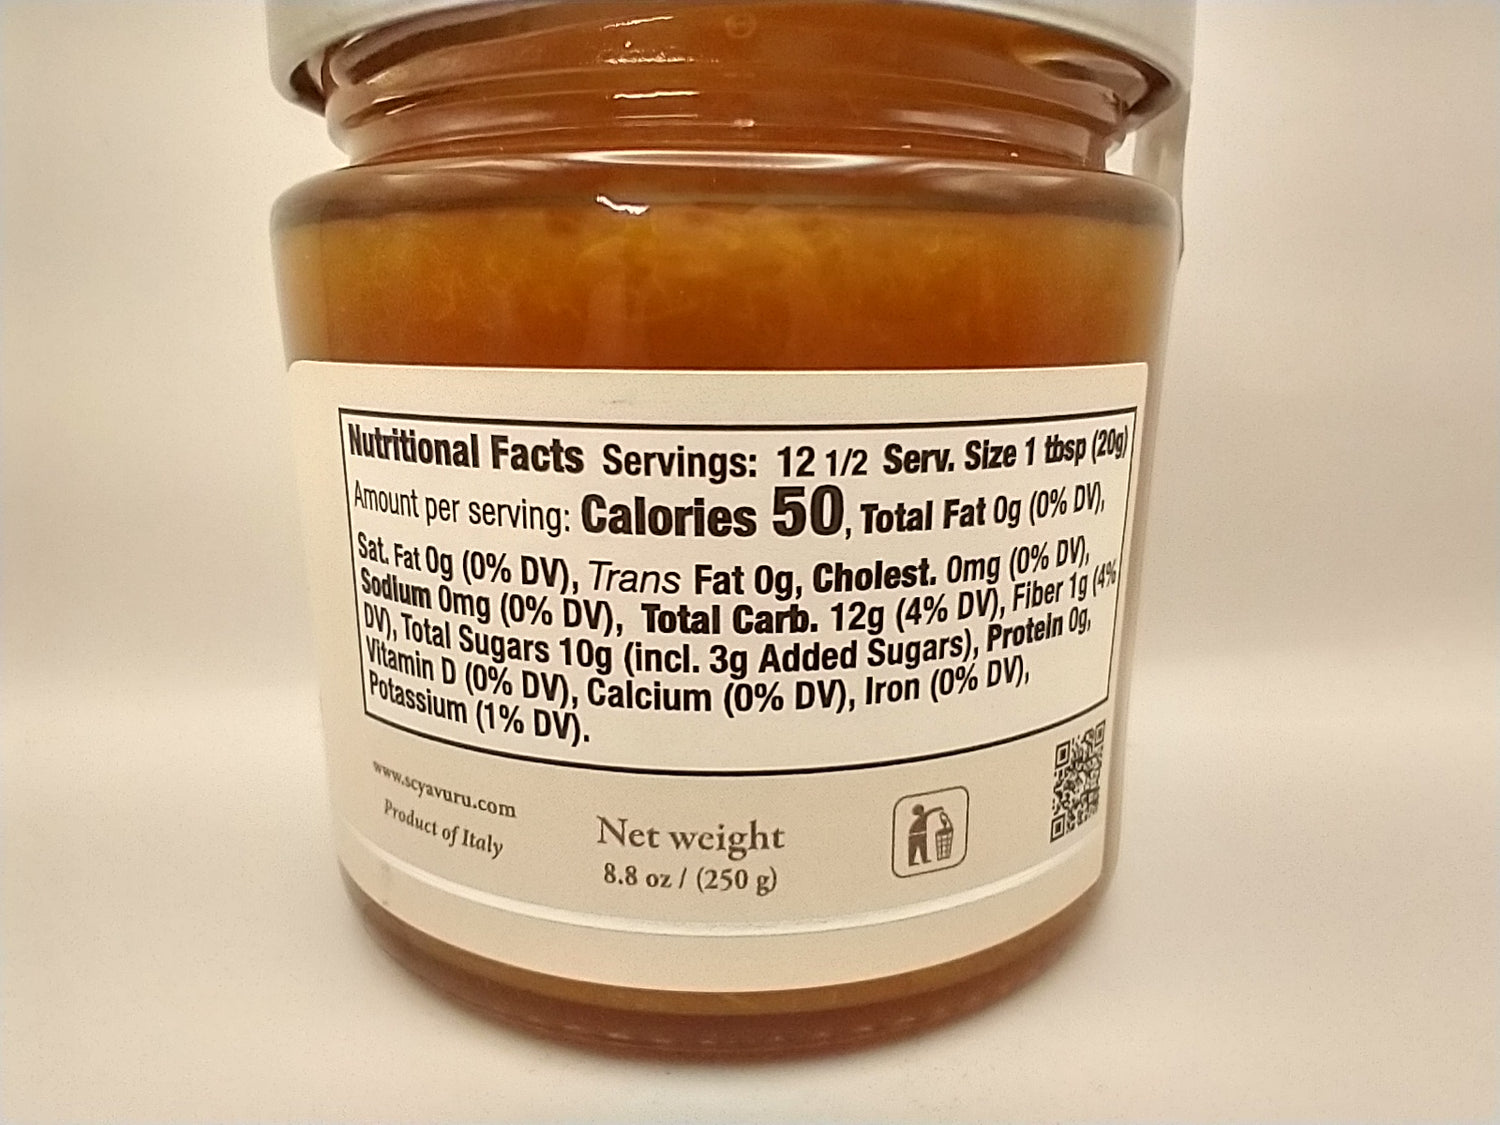 Nutritional Facts Servings: 12 1/2 Serv. Size 1 tbsp (20g)
Amount per serving: Calories 50, Total Fat 0g (0% DV),
Sat. Fat 0g (0% DV), Trans Fat 0g, Cholest. 0mg (0% DV),
Sodium 0mg (0% DV), Total Carb. 12g (4% DV), Fiber 1g (4%
DV), Total Sugars 10g (incl. 3g Added Sugars), Protein 0g,
Vitamin D (0% DV), Calcium (0% DV), Iron (0% DV),
Potassium (1% DV).
www.scyavuru.com
Product of Italy
Net weight
8.8 oz / (250 g)